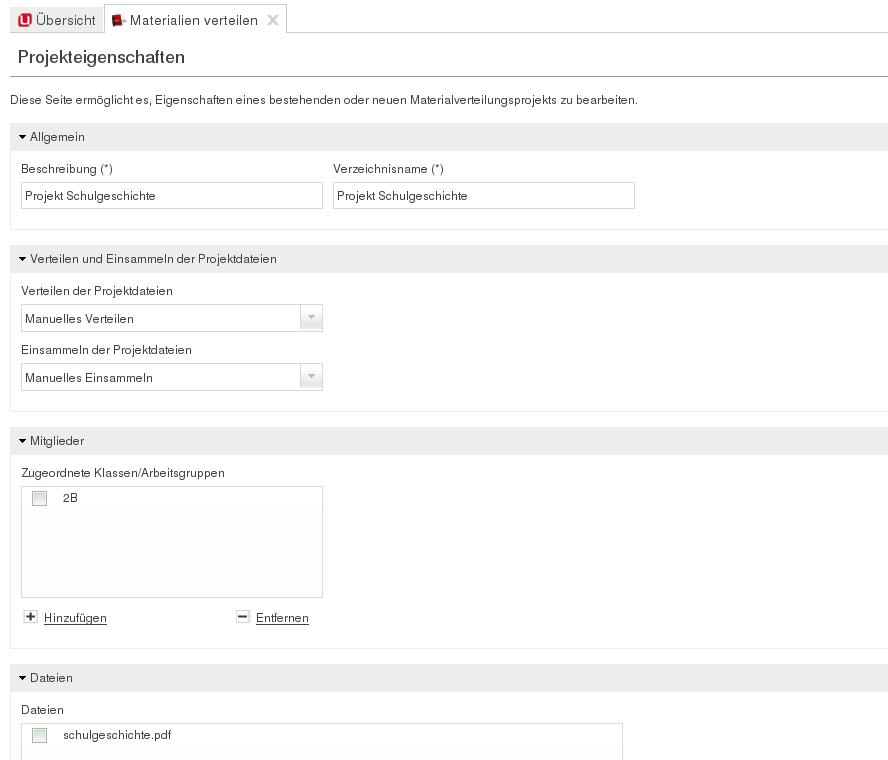 Übersicht
Materialien verteilen
Projekteigenschaften
Diese Seite ermöglicht es, Eigenschaften eines bestehenden oder neuen Materialverteilungsprojekts zu bearbeiten.
Allgemein
Beschreibung (*)
Verzeichnisname (*)
Projekt Schulgeschichte
Projekt Schulgeschichte
Verteilen und Einsammeln der Projektdateien
Verteilen der Projektdateien
Manuelles Verteilen
Einsammeln der Projektdateien
Manuelles Einsammeln
Mitglieder
Zugeordnete Klassen/Arbeitsgruppen
2B
Hinzufügen
Entfernen
Dateien
Dateien
schulgeschichte.pdf